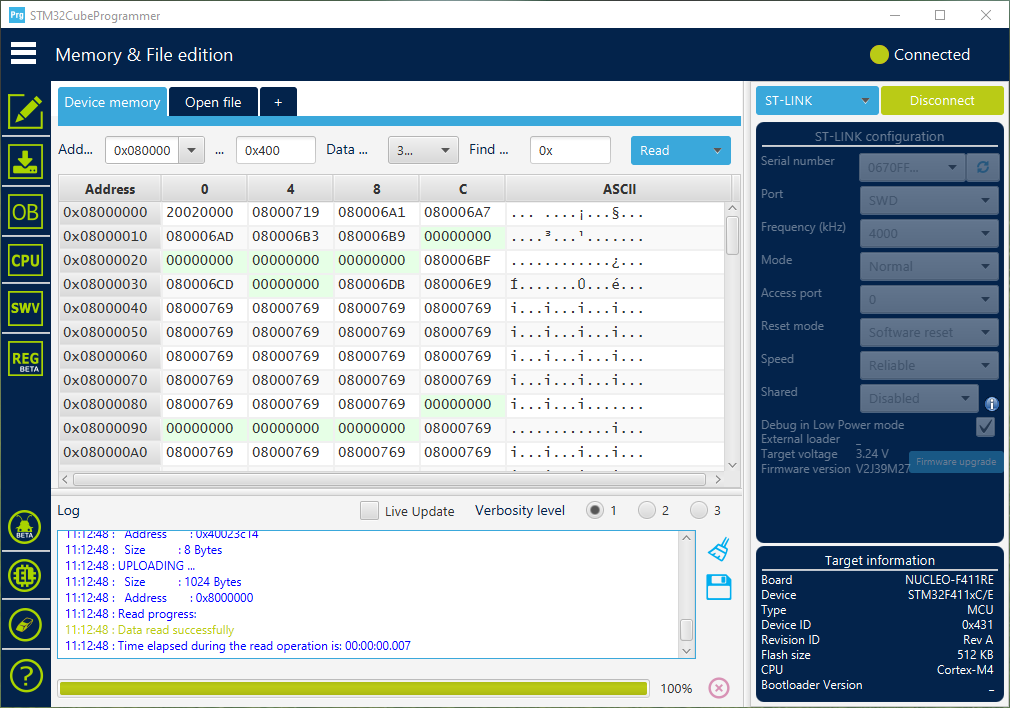 Prg STM32CubeProgrammer
Memory & File edition
Connected
Device memory Open file +
Add... 0x080000 ... 0x400 Data ... 3... Find ... 0x Read
Address 0 4 8 C ASCII
0x08000000 20020000 08000719 080006A1 080006A7 ... ....¡...§...
0x08000010 080006AD 080006B3 080006B9 00000000 ....³...¹.......
0x08000020 00000000 00000000 00000000 080006BF ............¿...
0x08000030 080006CD 00000000 080006DB 080006E9 Í.......Û...é...
0x08000040 08000769 08000769 08000769 08000769 i...i...i...i...
0x08000050 08000769 08000769 08000769 08000769 i...i...i...i...
0x08000060 08000769 08000769 08000769 08000769 i...i...i...i...
0x08000070 08000769 08000769 08000769 08000769 i...i...i...i...
0x08000080 08000769 08000769 08000769 00000000 i...i...i.......
0x08000090 00000000 00000000 00000000 08000769 ............i...
0x080000A0 08000769 08000769 08000769 08000769 i...i...i...i...
OB
CPU
SWV
REG
BETA
BETA
EL
?
Log Live Update Verbosity level 1 2 3
11:12:48 : Address : 0x40023c14
11:12:48 : Size : 8 Bytes
11:12:48 : UPLOADING ...
11:12:48 : Size : 1024 Bytes
11:12:48 : Address : 0x8000000
11:12:48 : Read progress:
11:12:48 : Data read successfully
11:12:48 : Time elapsed during the read operation is: 00:00:00.007
100%
ST-LINK Disconnect
ST-LINK configuration
Serial number 0670FF...
Port SWD
Frequency (kHz) 4000
Mode Normal
Access port 0
Reset mode Software reset
Speed Reliable
Shared Disabled
Debug in Low Power mode
External loader _
Target voltage 3.24 V
Firmware version V2J39M27 Firmware upgrade
Target information
Board NUCLEO-F411RE
Device STM32F411xC/E
Type MCU
Device ID 0x431
Revision ID Rev A
Flash size 512 KB
CPU Cortex-M4
Bootloader Version _